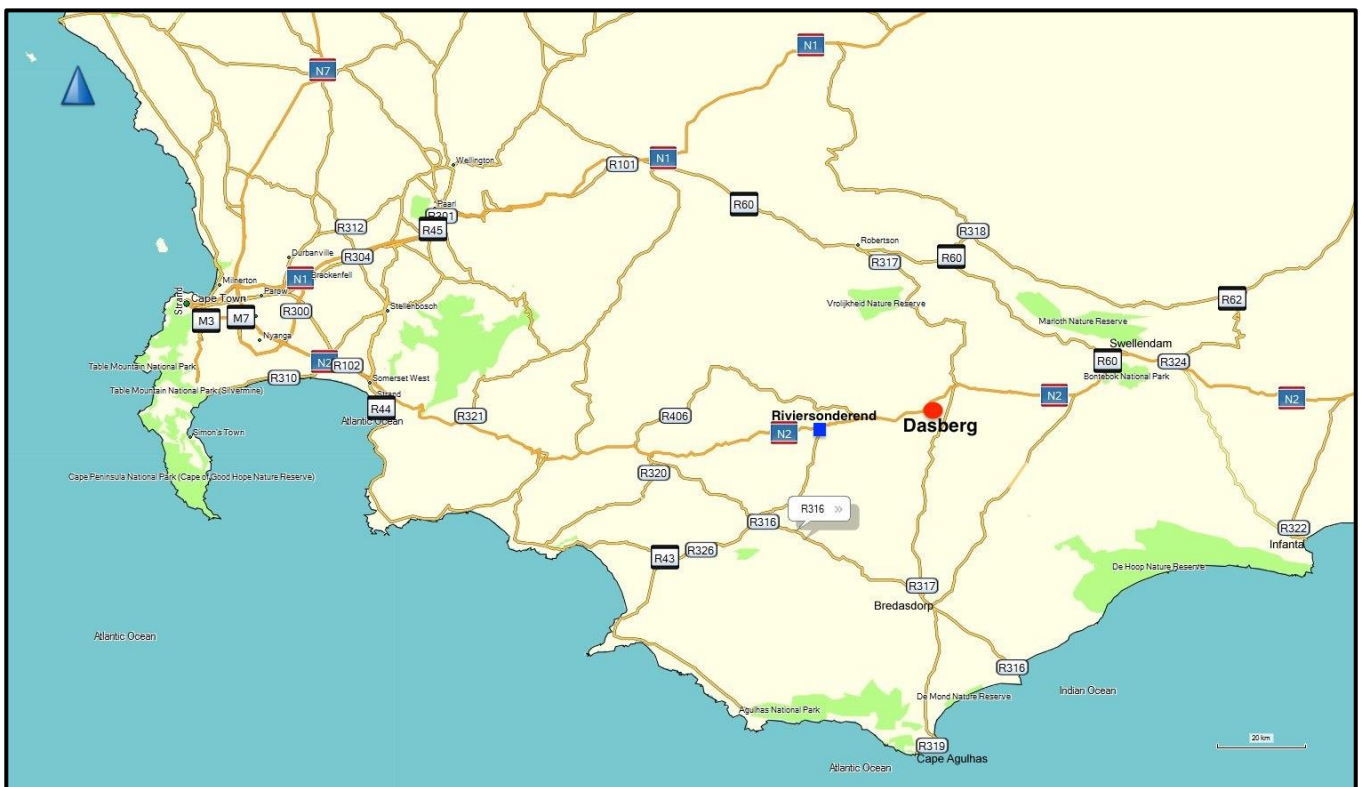 N1
N7
Wellington
R101
N1
Paarl
R301
R60
R45
R312
R318
Robertson
Durbanville
R304
R317
R60
N1
Brackenfell
Milnerton
Parow
Vrolijkheid Nature Reserve
R62
Strand
Cape Town
Stellenbosch
R300
M3
M7
Marloth Nature Reserve
Nyanga
Swellendam
N2
R102
R60
R324
Table Mountain National Park
Bontebok National Park
R310
Somerset West
Table Mountain National Park (Silvermine)
Strand
N2
N2
R44
R321
R406
Riviersonderend
Atlantic Ocean
Dasberg
N2
Simon's Town
R320
Cape Peninsula National Park (Cape of Good Hope Nature Reserve)
R316 »
R316
R322
Infanta
R43
R326
De Hoop Nature Reserve
R317
Bredasdorp
Atlantic Ocean
R316
Indian Ocean
De Mond Nature Reserve
Agulhas National Park
20 km
R319
Cape Agulhas
Atlantic Ocean